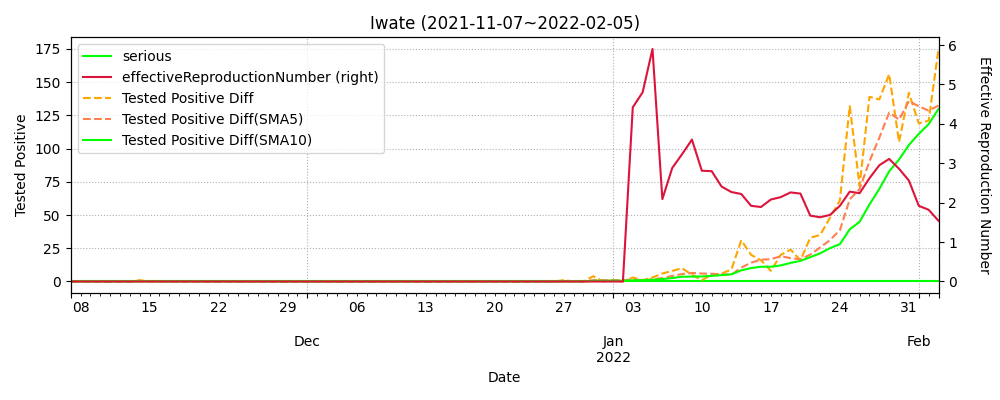 Iwate (2021-11-07~2022-02-05)
serious
effectiveReproductionNumber (right)
Tested Positive Diff
Tested Positive Diff(SMA5)
Tested Positive Diff(SMA10)
Tested Positive
175
150
125
100
75
50
25
0
6
5
4
3
2
1
0
Effective Reproduction Number
08 15 22 29 06 13 20 27 03 10 17 24 31
Dec Jan Feb
2022
Date